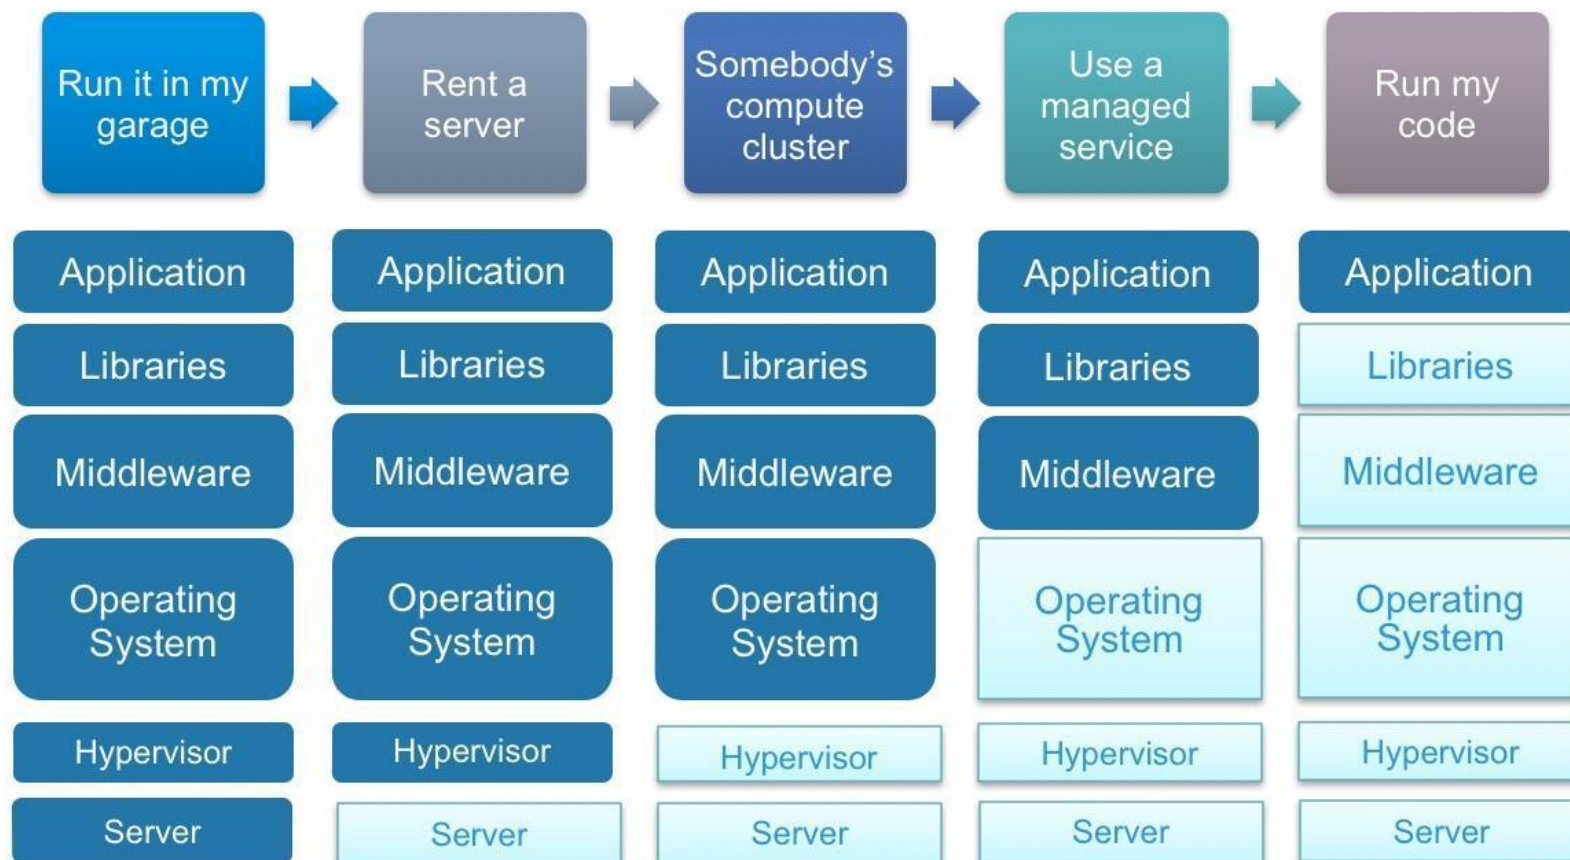 Run it in my
garage
Rent a
server
Somebody's
compute
cluster
Use a
managed
service
Run my
code
Application
Application
Application
Application
Application
Libraries
Libraries
Libraries
Libraries
Libraries
Middleware
Middleware
Middleware
Middleware
Middleware
Operating
System
Operating
System
Operating
System
Operating
System
Operating
System
Hypervisor
Hypervisor
Hypervisor
Hypervisor
Hypervisor
Server
Server
Server
Server
Server